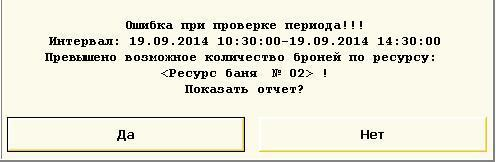 Ошибка при проверке периода!!!
Интервал: 19.09.2014 10:30:00-19.09.2014 14:30:00
Превышено возможное количество броней по ресурсу:
<Ресурс баня № 02> !
Показать отчет?
Да
Нет